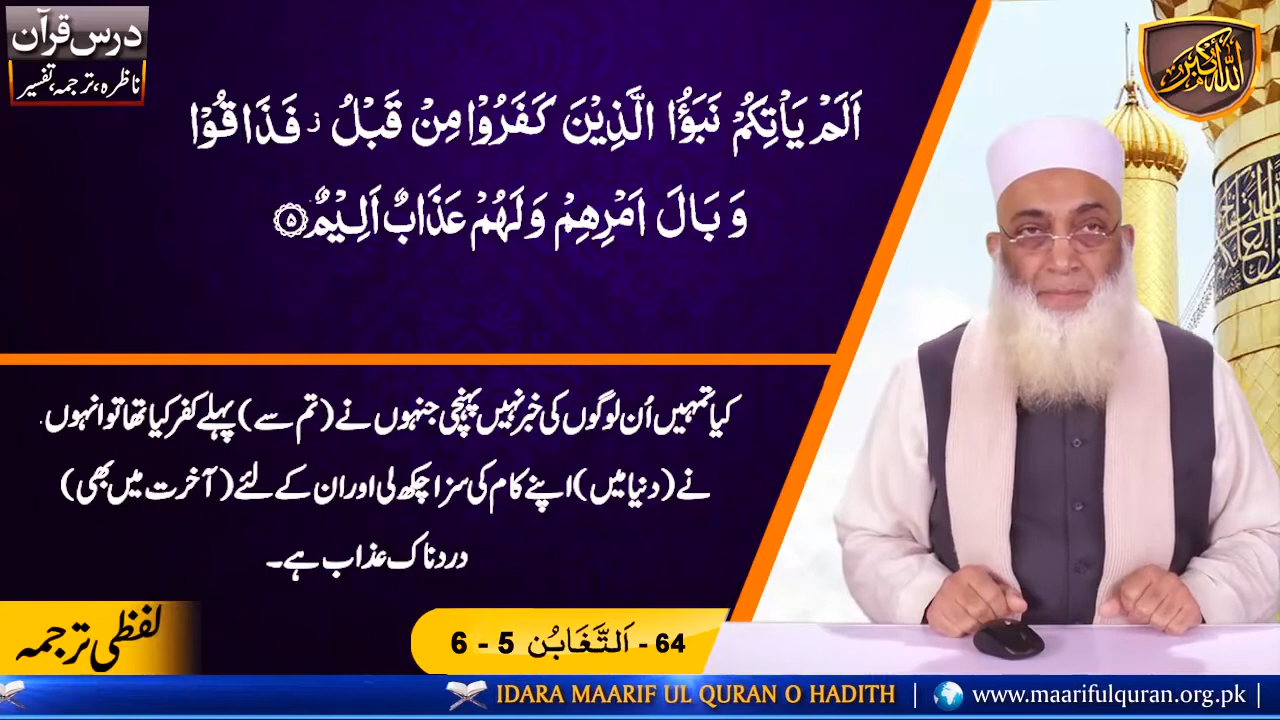 درس قرآن
ناظرہ، ترجمہ، تفسیر
اللہ اکبر
اَلَمْ یَاْتِكُمْ نَبَؤُا الَّذِیْنَ كَفَرُوْا مِنْ قَبْلُ ز فَذَاقُوْا
وَبَالَ اَمْرِهِمْ وَلَهُمْ عَذَابٌ اَلِیْمٌ ۵
کیا تمہیں اُن لوگوں کی خبر نہیں پہنچی جنہوں نے (تم سے) پہلے کفر کیا تھا تو انہوں
نے (دنیا میں) اپنے کام کی سزا چکھ لی اور ان کے لئے (آخرت میں بھی)
دردناک عذاب ہے۔
لفظی ترجمہ
64 - اَلتَّغَابُن 5 - 6
IDARA MAARIF UL QURAN O HADITH | www.maarifulquran.org.pk |